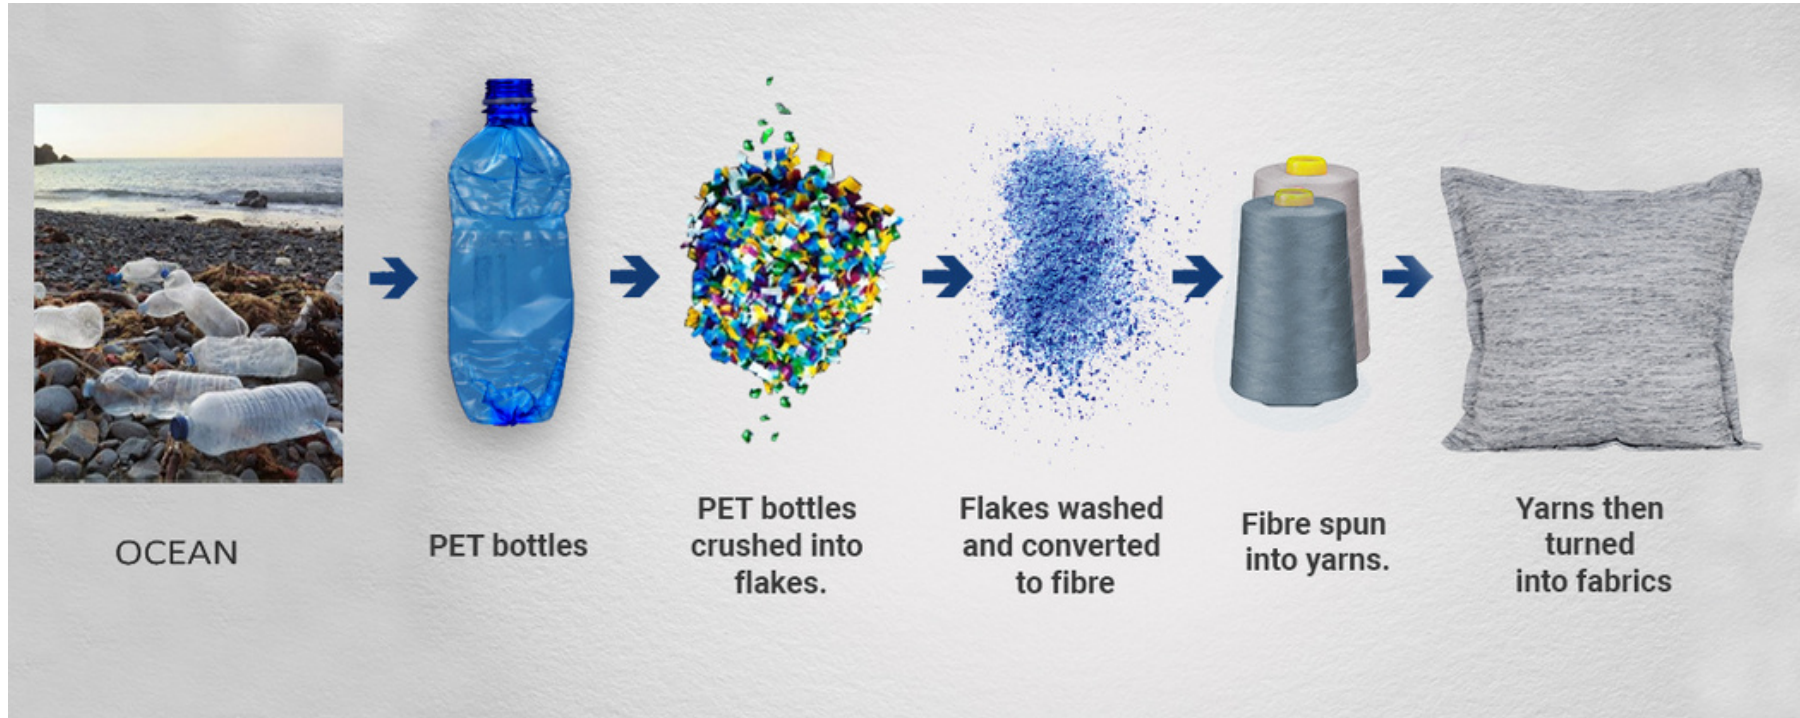 OCEAN
PET bottles
PET bottles
crushed into
flakes.
Flakes washed
and converted
to fibre
Fibre spun
into yarns.
Yarns then
turned
into fabrics